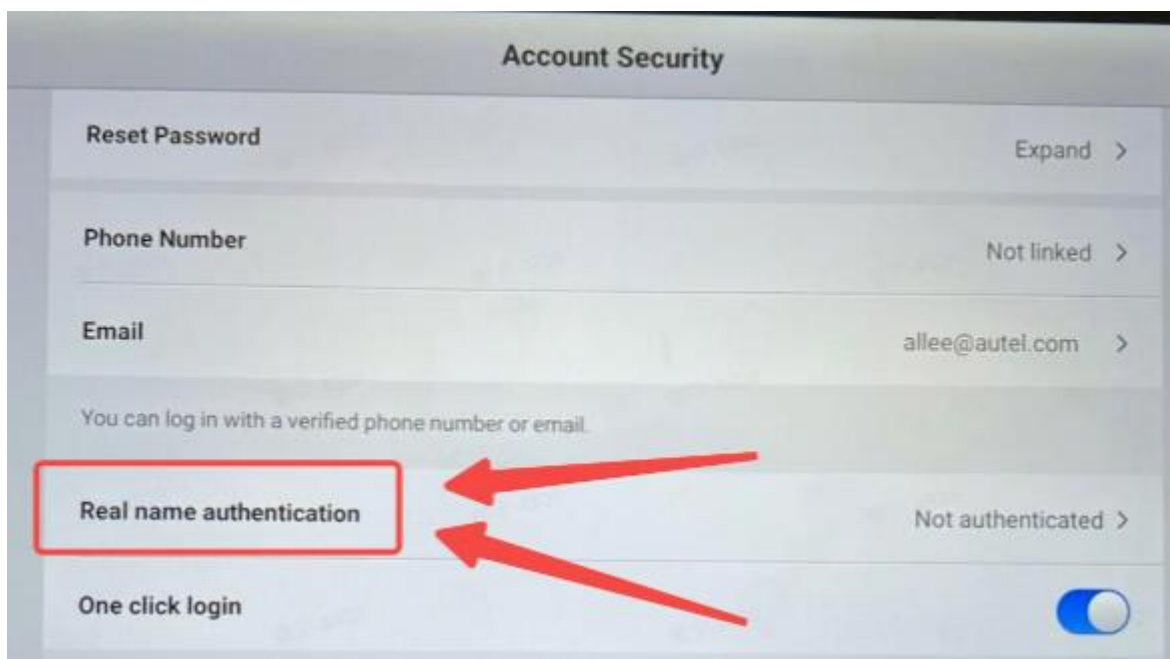 Account Security
Reset Password
Expand
Phone Number
Not linked
Email
allee@autel.com
You can log in with a verified phone number or email.
Real name authentication
Not authenticated
One click login